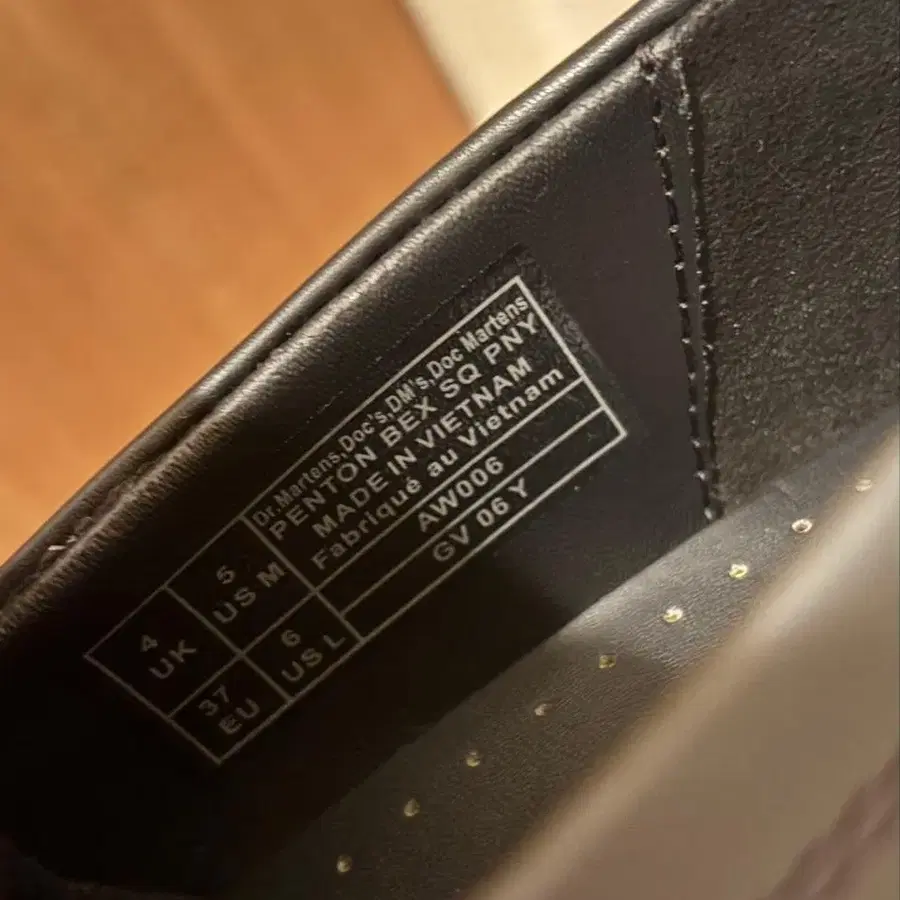 Dr.Martens,Doc's,DM's,Doc Martens
PENTON BEX SQ PNY
MADE IN VIETNAM
Fabriqué au Vietnam
AW006
GV 06 Y
4
UK
5
US M
37
EU
6
US L